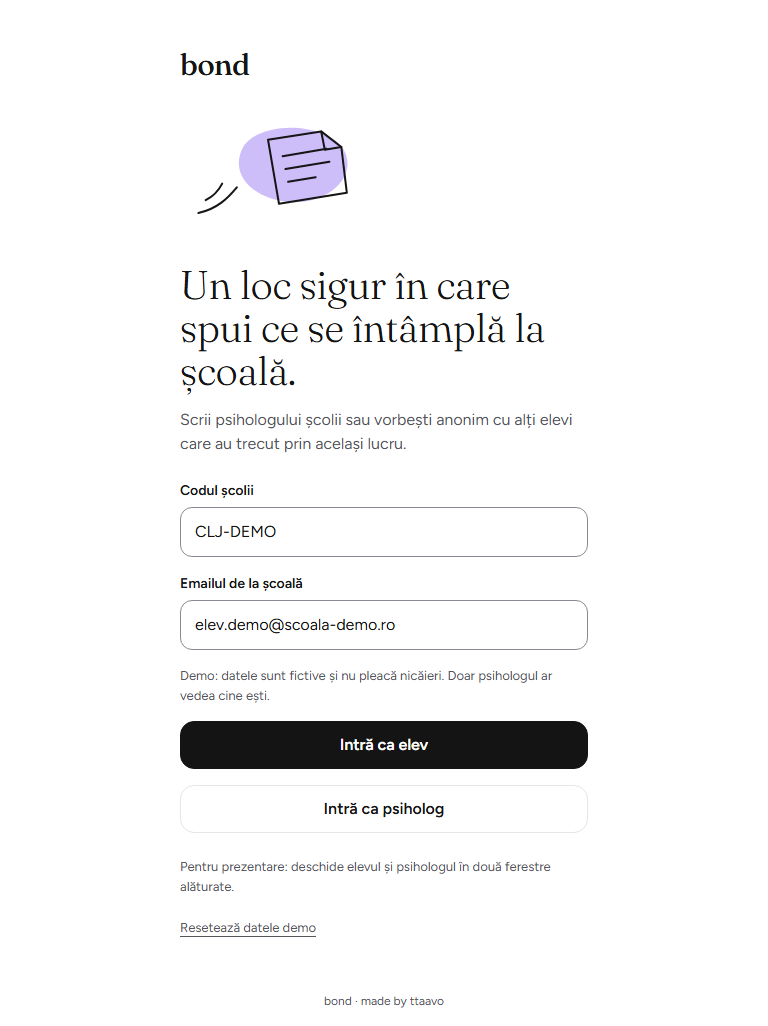 bond
Un loc sigur în care
spui ce se întâmplă la
școală.
Scrii psihologului școlii sau vorbești anonim cu alți elevi
care au trecut prin același lucru.
Codul școlii
CLJ-DEMO
Emailul de la școală
elev.demo@scoala-demo.ro
Demo: datele sunt fictive și nu pleacă nicăieri. Doar psihologul ar
vedea cine ești.
Intră ca elev
Intră ca psiholog
Pentru prezentare: deschide elevul și psihologul în două ferestre
alăturate.
Resetează datele demo
bond · made by ttaavo